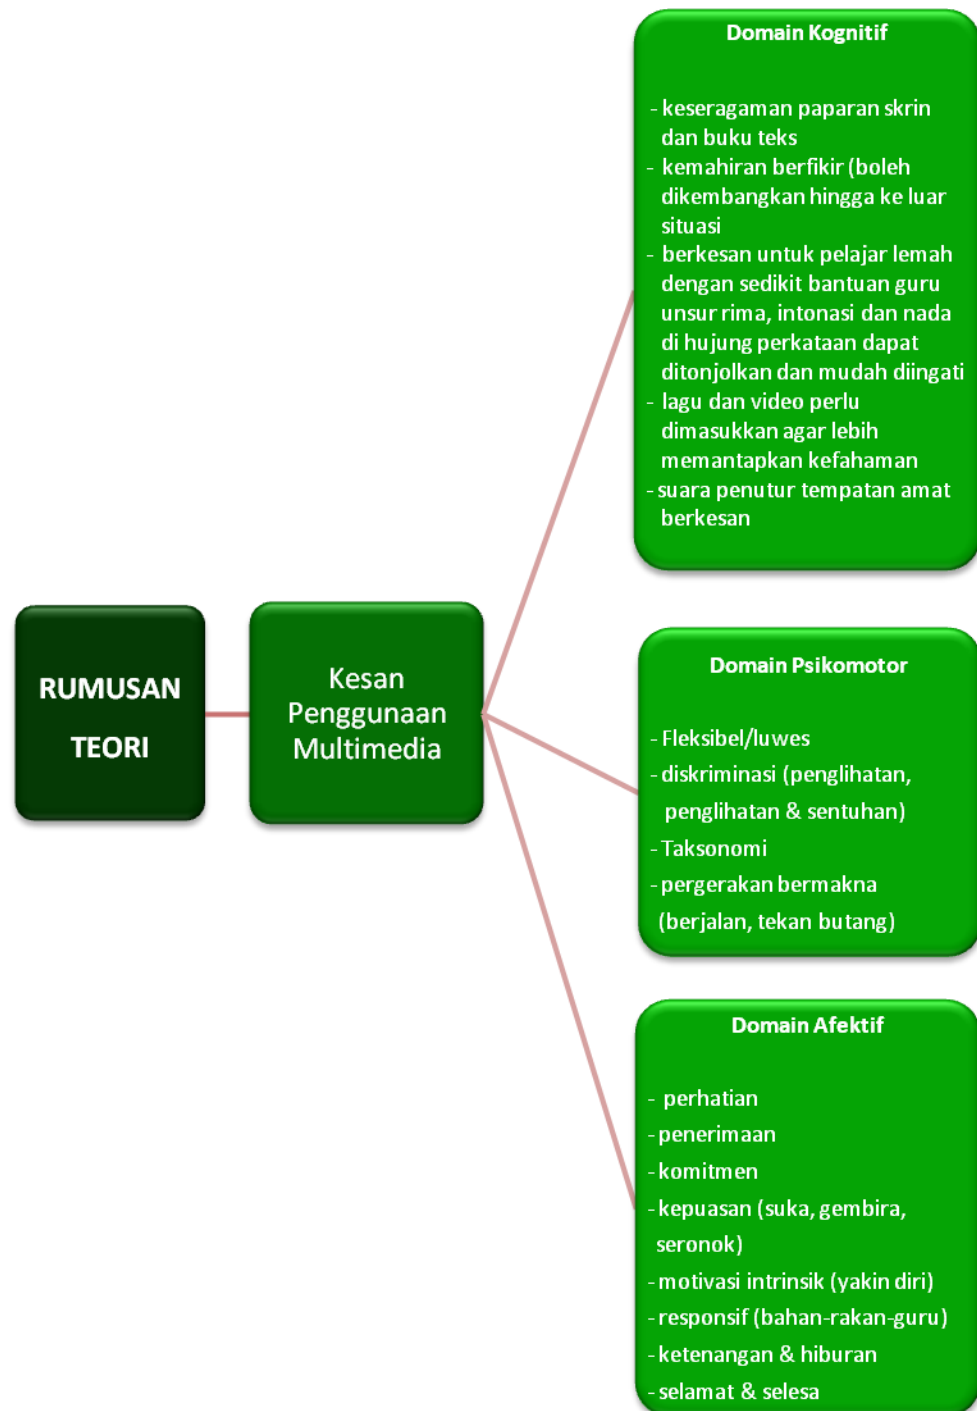 RUMUSAN
TEORI
Kesan
Penggunaan
Multimedia
Domain Kognitif
- keseragaman paparan skrin
dan buku teks
- kemahiran berfikir (boleh
dikembangkan hingga ke luar
situasi
- berkesan untuk pelajar lemah
dengan sedikit bantuan guru
unsur rima, intonasi dan nada
di hujung perkataan dapat
ditonjolkan dan mudah diingati
- lagu dan video perlu
dimasukkan agar lebih
memantapkan kefahaman
- suara penutur tempatan amat
berkesan
Domain Psikomotor
- Fleksibel/luwes
- diskriminasi (penglihatan,
penglihatan & sentuhan)
- Taksonomi
- pergerakan bermakna
(berjalan, tekan butang)
Domain Afektif
- perhatian
- penerimaan
- komitmen
- kepuasan (suka, gembira,
seronok)
- motivasi intrinsik (yakin diri)
- responsif (bahan-rakan-guru)
- ketenangan & hiburan
- selamat & selesa